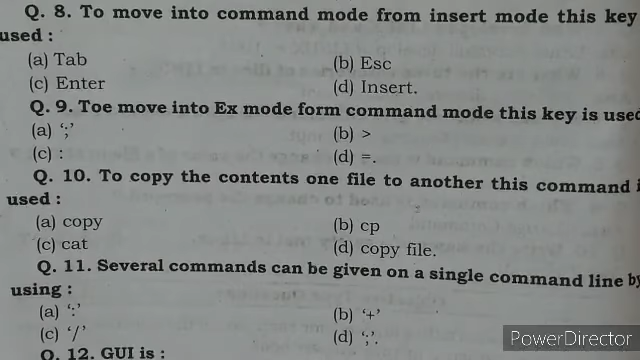 Q. 8. To move into command mode from insert mode this key
used :
(a) Tab (b) Esc
(c) Enter (d) Insert.
Q. 9. Toe move into Ex mode form command mode this key is used
(a) ‘;’ (b) >
(c) : (d) =.
Q. 10. To copy the contents one file to another this command i
used :
(a) copy (b) cp
(c) cat (d) copy file.
Q. 11. Several commands can be given on a single command line by
using :
(a) ‘:’ (b) ‘+’
(c) ‘/’ (d) ‘;’.
Q. 12. GUI is :
PowerDirector